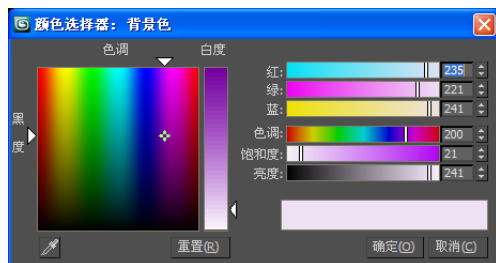 颜色选择器: 背景色
色调 白度
黑度
红: 235
绿: 221
蓝: 241
色调: 200
饱和度: 21
亮度: 241
重置(R) 确定(O) 取消(C)